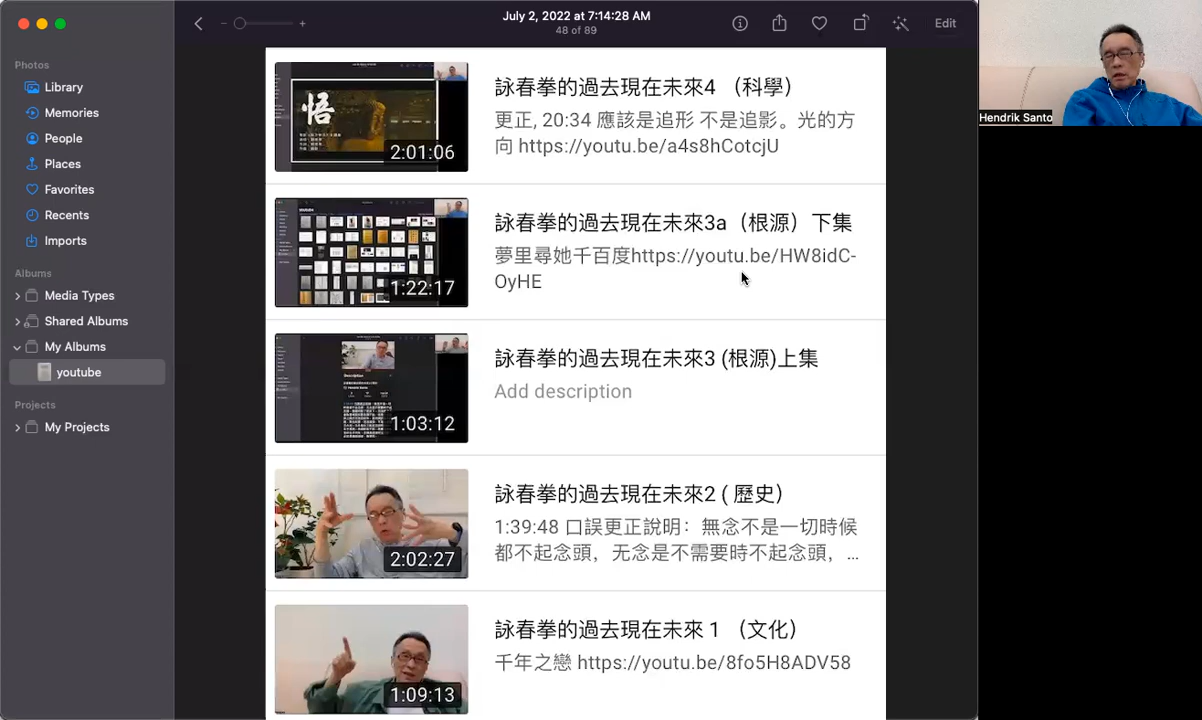 July 2, 2022 at 7:14:28 AM
48 of 89
Edit
Photos
Library
Memories
People
Places
Favorites
Recents
Imports
Albums
Media Types
Shared Albums
My Albums
youtube
Projects
My Projects
悟
2:01:06
詠春拳的過去現在未來4 （科學）
更正, 20:34 應該是追形 不是追影。光的方
向 https://youtu.be/a4s8hCotcjU
1:22:17
詠春拳的過去現在未來3a（根源）下集
夢里尋她千百度https://youtu.be/HW8idC-
OyHE
1:03:12
詠春拳的過去現在未來3 (根源)上集
Add description
2:02:27
詠春拳的過去現在未來2 ( 歷史)
1:39:48 口誤更正說明：無念不是一切時候
都不起念頭，无念是不需要時不起念頭，...
1:09:13
詠春拳的過去現在未來 1 （文化）
千年之戀 https://youtu.be/8fo5H8ADV58
Hendrik Santo